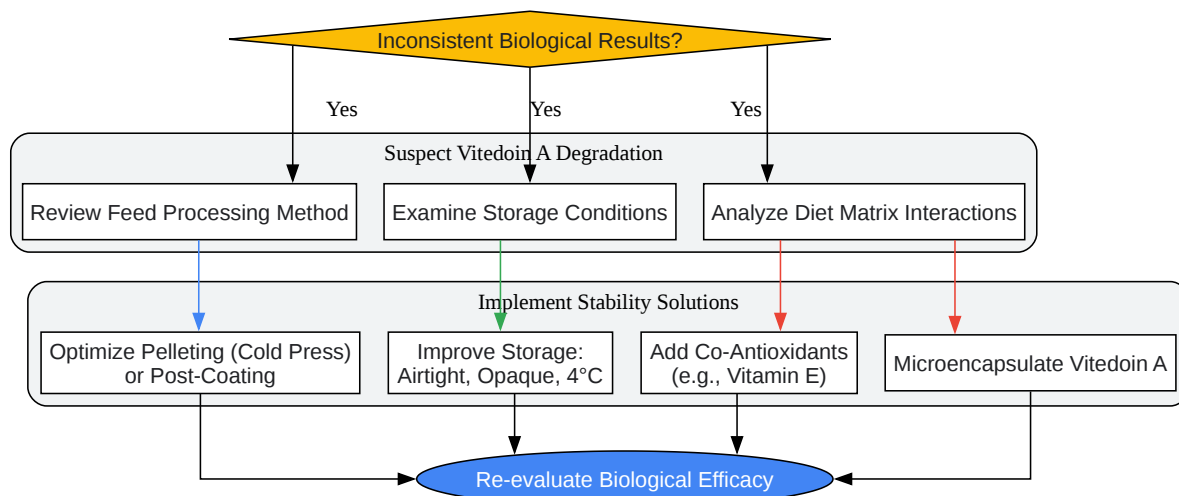 Inconsistent Biological Results?
Yes
Yes
Yes
Suspect Vitedoin A Degradation
Review Feed Processing Method
Examine Storage Conditions
Analyze Diet Matrix Interactions
Implement Stability Solutions
Optimize Pelleting (Cold Press)
or Post-Coating
Improve Storage:
Airtight, Opaque, 4°C
Add Co-Antioxidants
(e.g., Vitamin E)
Microencapsulate Vitedoin A
Re-evaluate Biological Efficacy